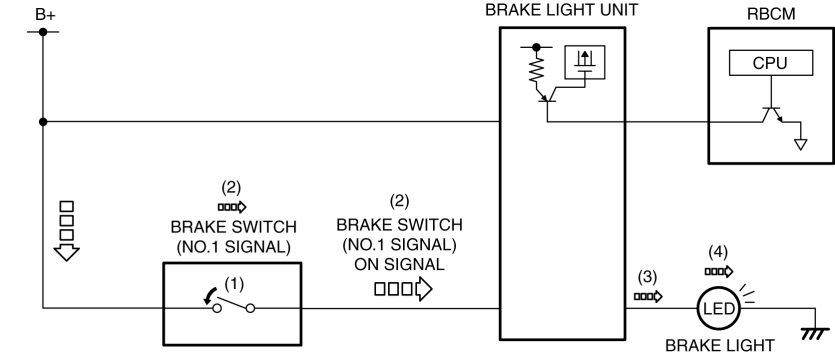 B+
BRAKE LIGHT UNIT
RBCM
CPU
(2)
BRAKE SWITCH
(NO.1 SIGNAL)
(1)
(2)
BRAKE SWITCH
(NO.1 SIGNAL)
ON SIGNAL
(3)
(4)
LED
BRAKE LIGHT